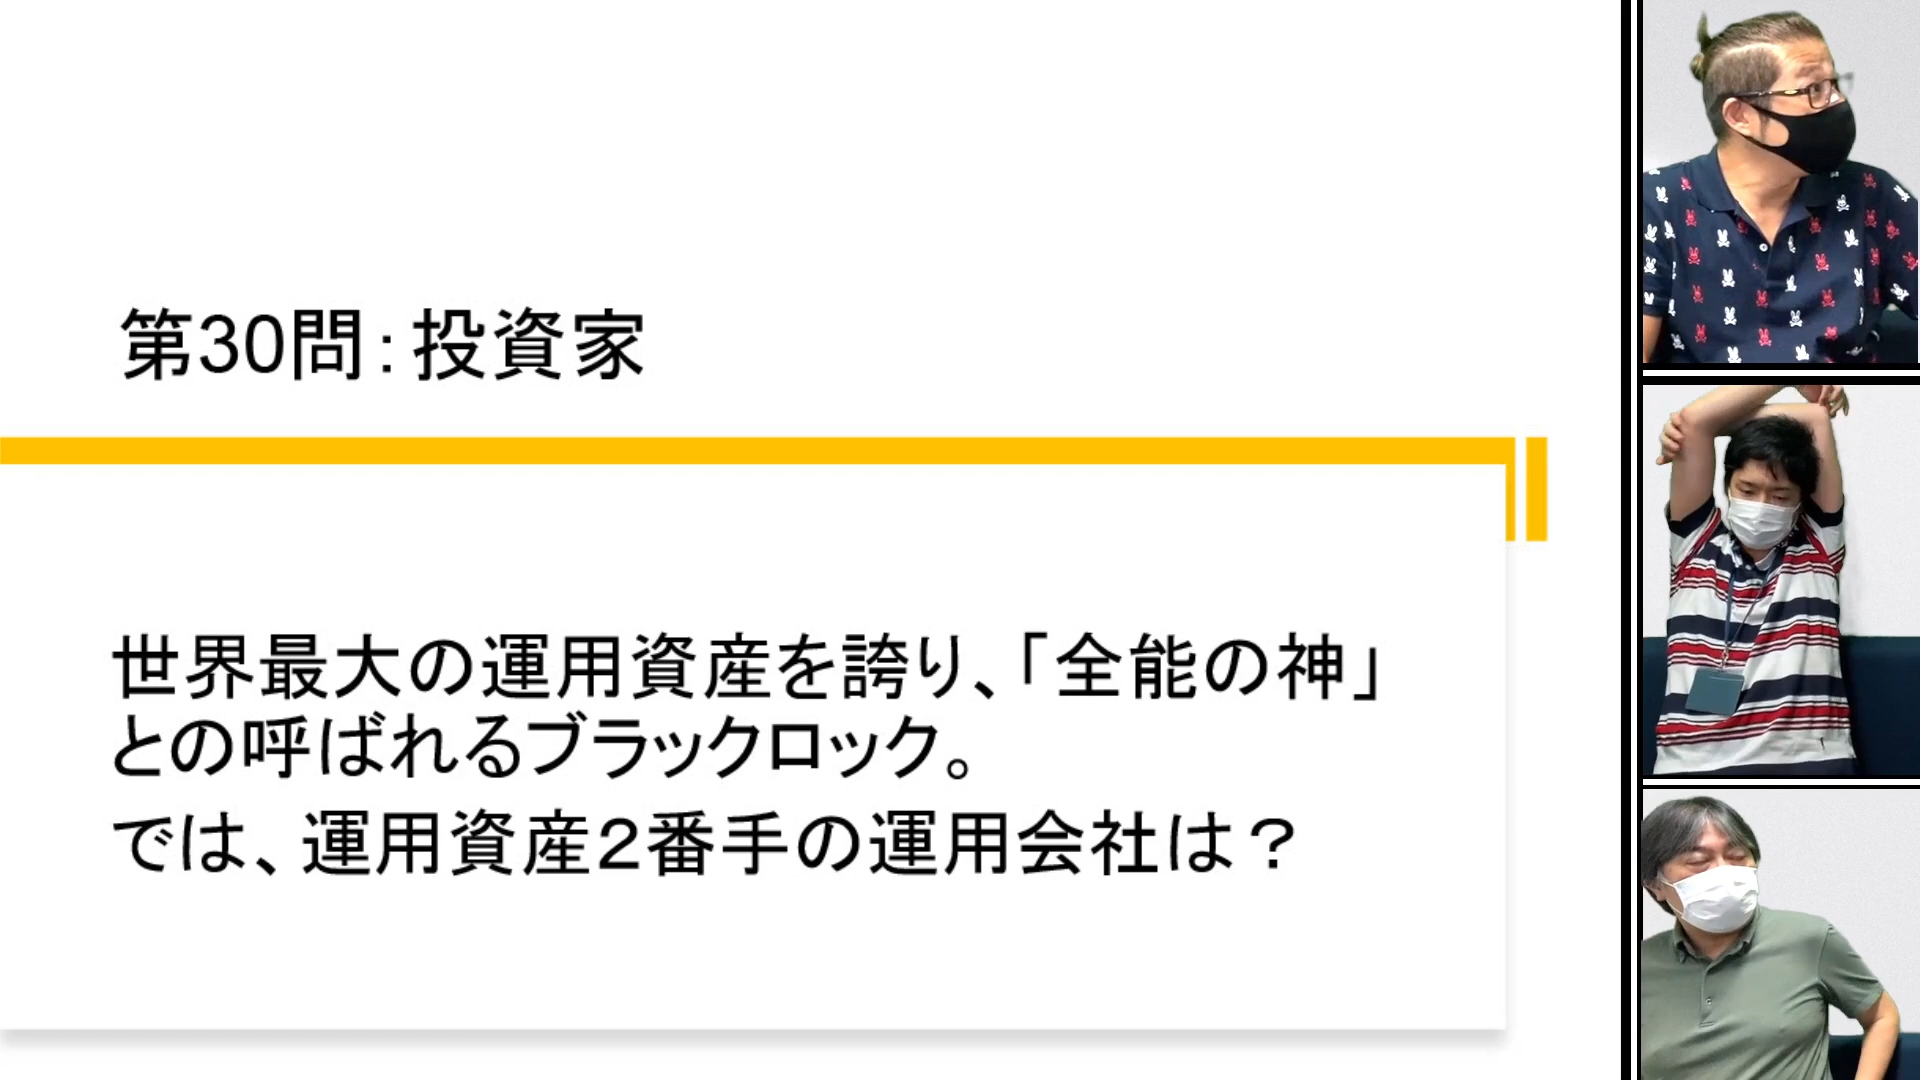 第30問：投資家
世界最大の運用資産を誇り、「全能の神」
との呼ばれるブラックロック。
では、運用資産２番手の運用会社は？